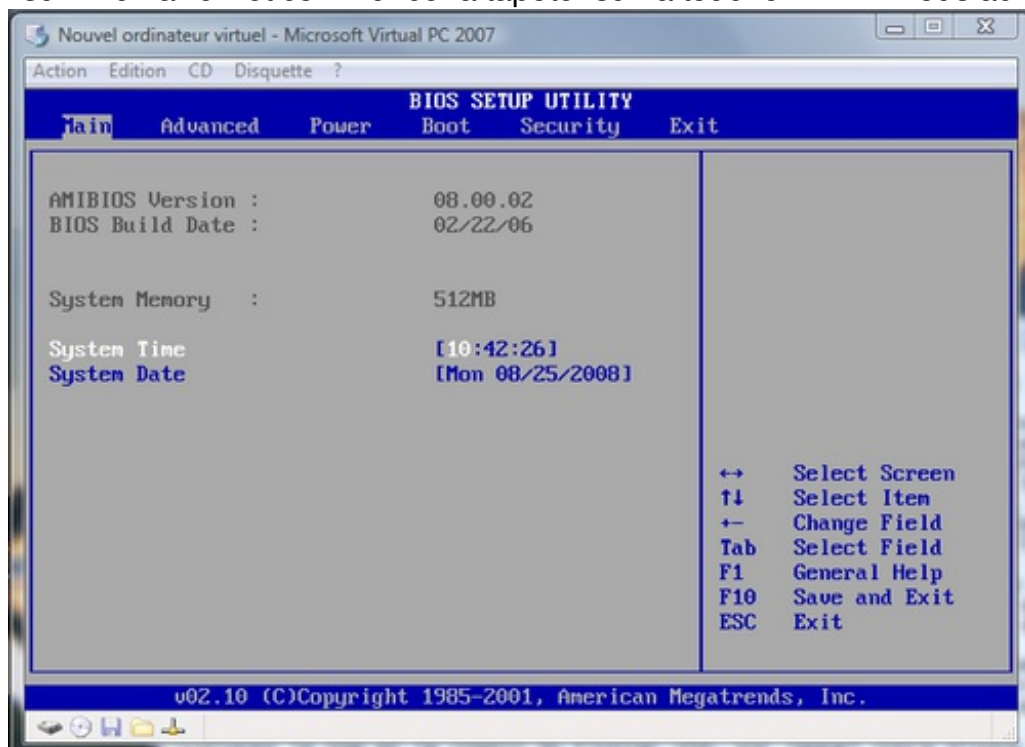 Nouvel ordinateur virtuel - Microsoft Virtual PC 2007
Action Edition CD Disquette ?
BIOS SETUP UTILITY
Main Advanced Power Boot Security Exit
AMIBIOS Version : 08.00.02
BIOS Build Date : 02/22/06
System Memory : 512MB
System Time [10:42:26]
System Date [Mon 08/25/2008]
↔ Select Screen
↑↓ Select Item
+- Change Field
Tab Select Field
F1 General Help
F10 Save and Exit
ESC Exit
v02.10 (C)Copyright 1985-2001, American Megatrends, Inc.